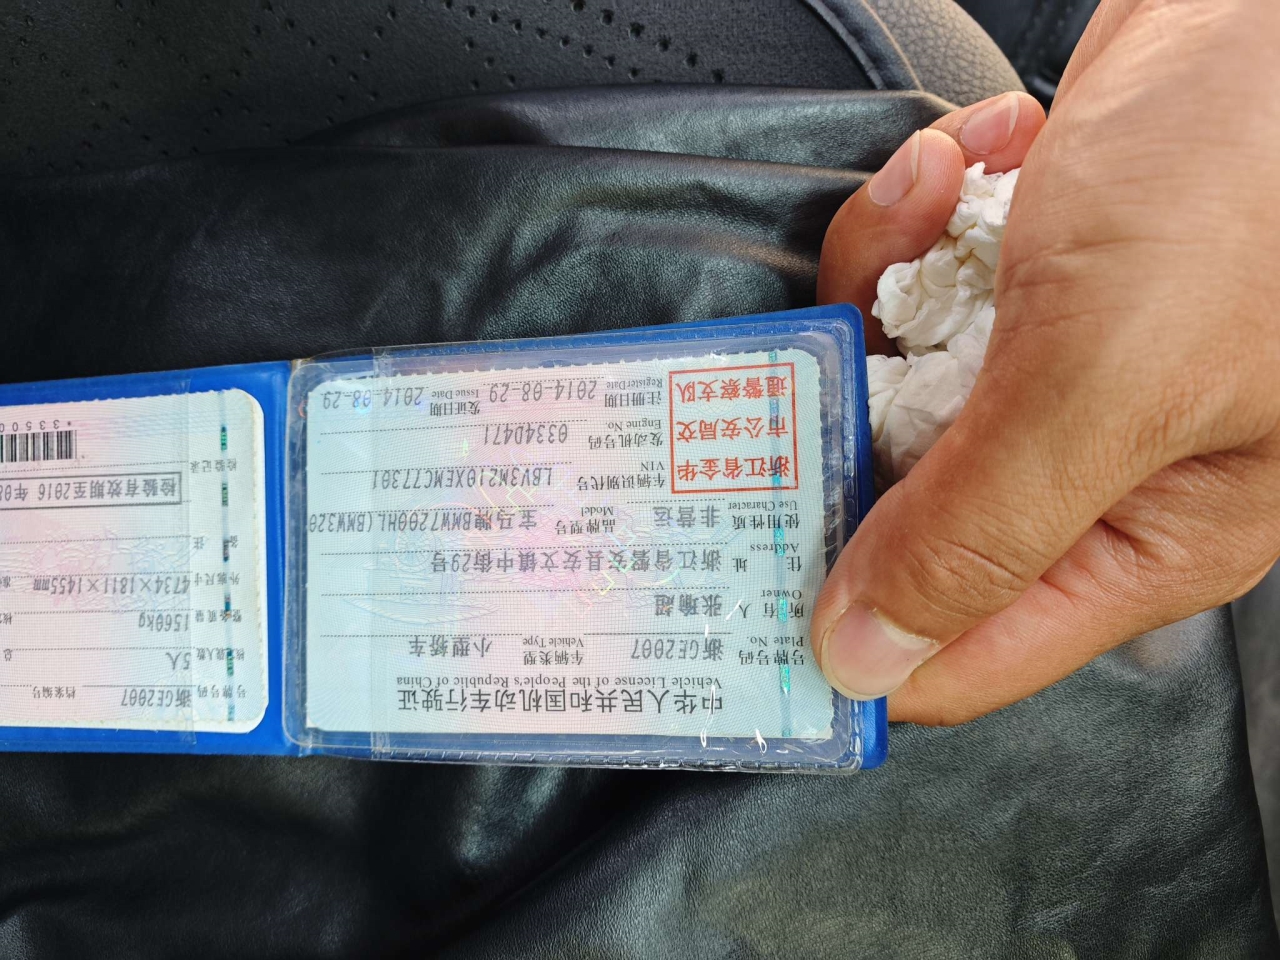 中华人民共和国机动车行驶证
Vehicle License of the People's Republic of China
号牌号码 浙GE2007 车辆类型 小型轿车
Plate No. Vehicle Type
所有人 张瑜超
Owner
住址 浙江省磐安县安文镇中街29号
Address
使用性质 非营运 品牌型号 宝马牌BMW7200HL(BMW320
Use Character Model
浙江省金华
市公安局交
通警察支队
车辆识别代号 LBV3M210XEMC77301
VIN
发动机号码 0334D471
Engine No.
注册日期 2014-08-29 发证日期 2014-08-29
Register Date Issue Date
号牌号码 浙GE2007 档案编号
5人
1560kg
外廓尺寸 4734×1811×1455mm
检验记录 检验有效期至2016 年08
*3350